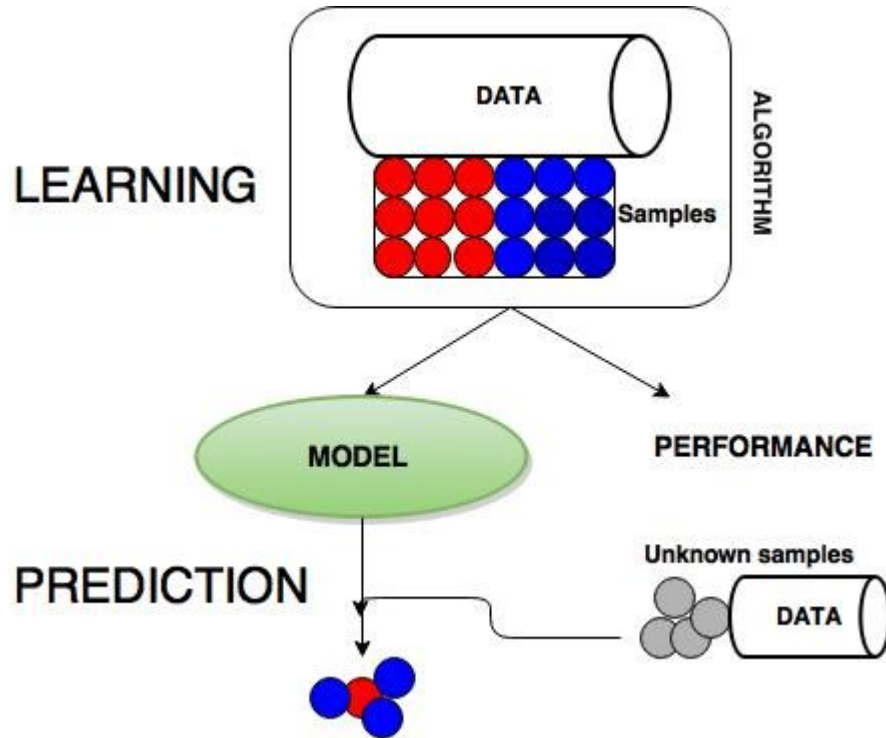 DATA
ALGORITHM
LEARNING
Samples
MODEL
PERFORMANCE
Unknown samples
PREDICTION
DATA